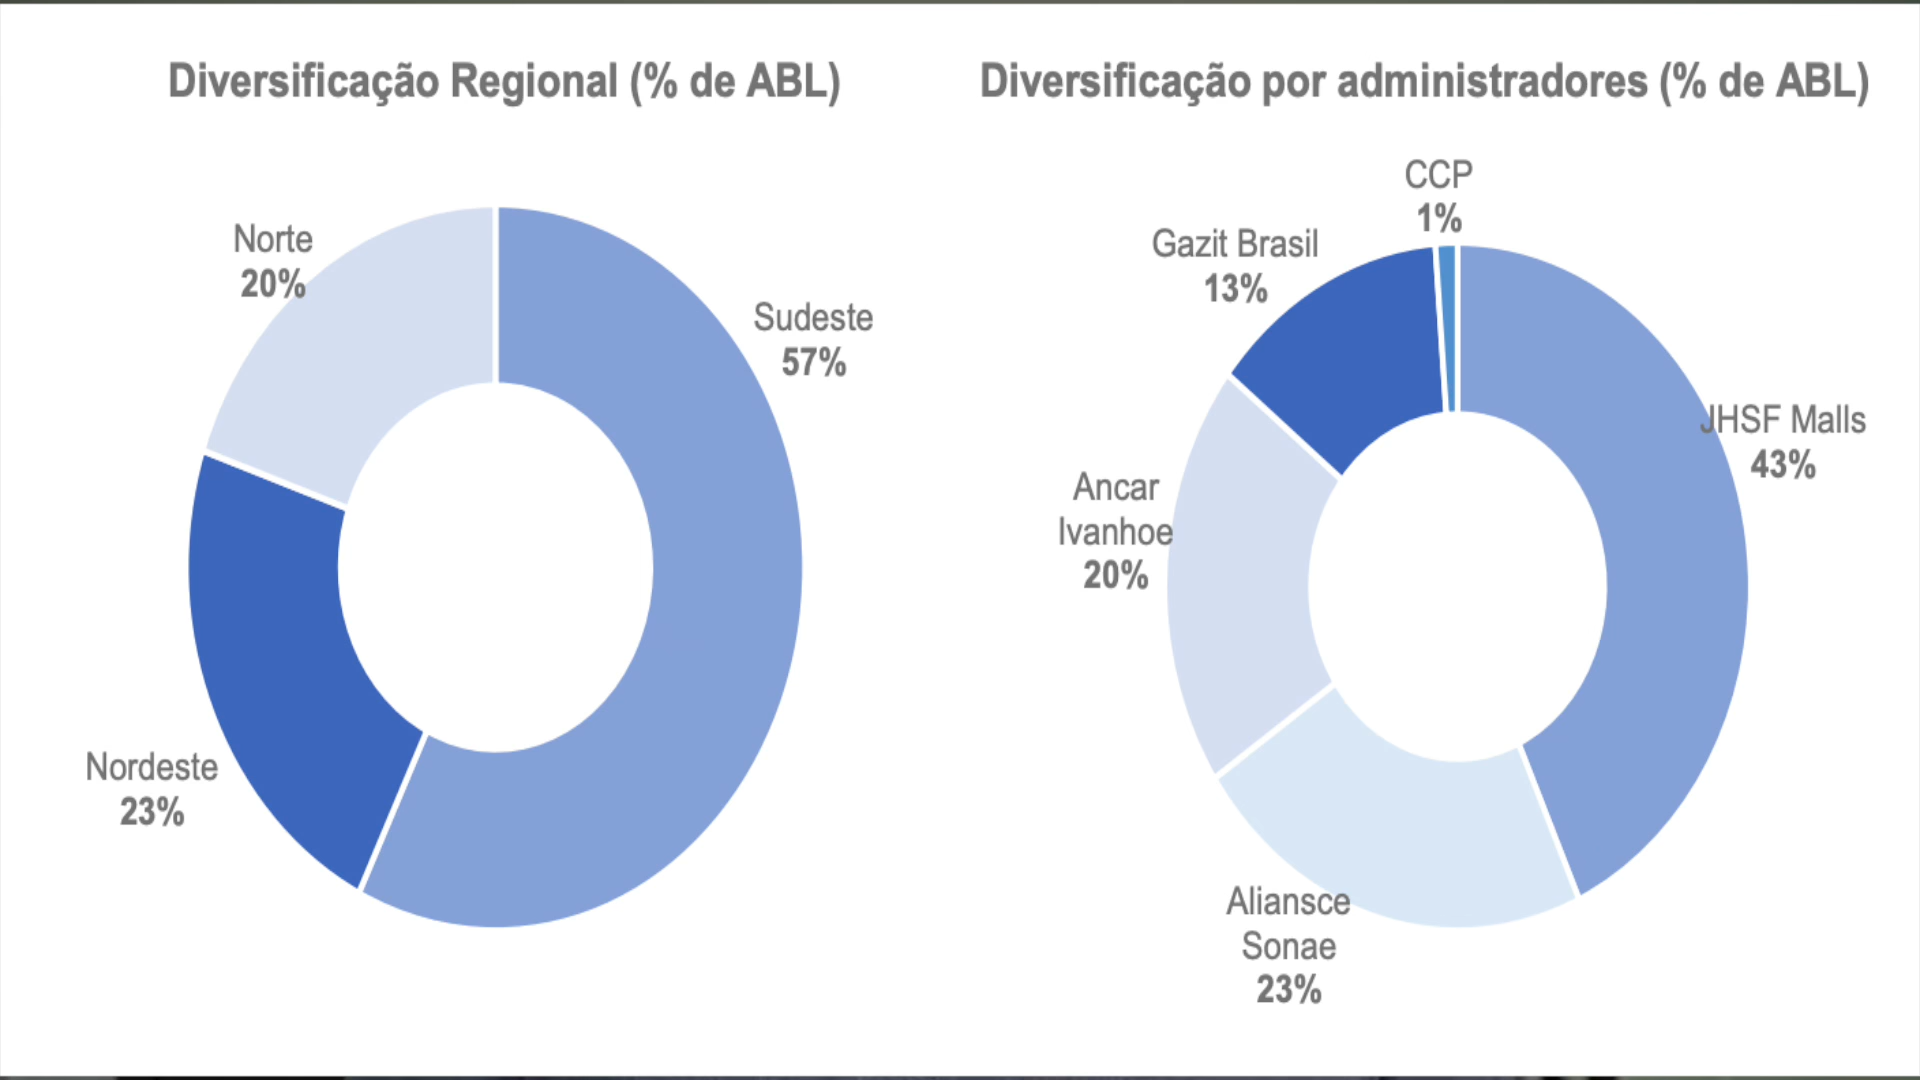 Diversificação Regional (% de ABL)
Norte
20%
Sudeste
57%
Nordeste
23%
Diversificação por administradores (% de ABL)
CCP
1%
Gazit Brasil
13%
JHSF Malls
43%
Ancar
Ivanhoe
20%
Aliansce
Sonae
23%